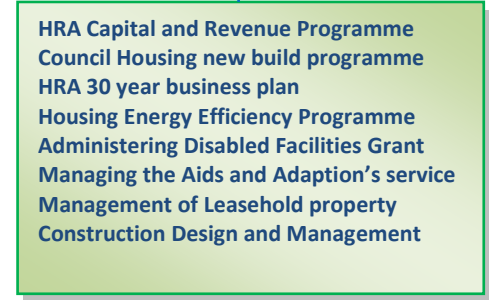 HRA Capital and Revenue Programme
Council Housing new build programme
HRA 30 year business plan
Housing Energy Efficiency Programme
Administering Disabled Facilities Grant
Managing the Aids and Adaption’s service
Management of Leasehold property
Construction Design and Management